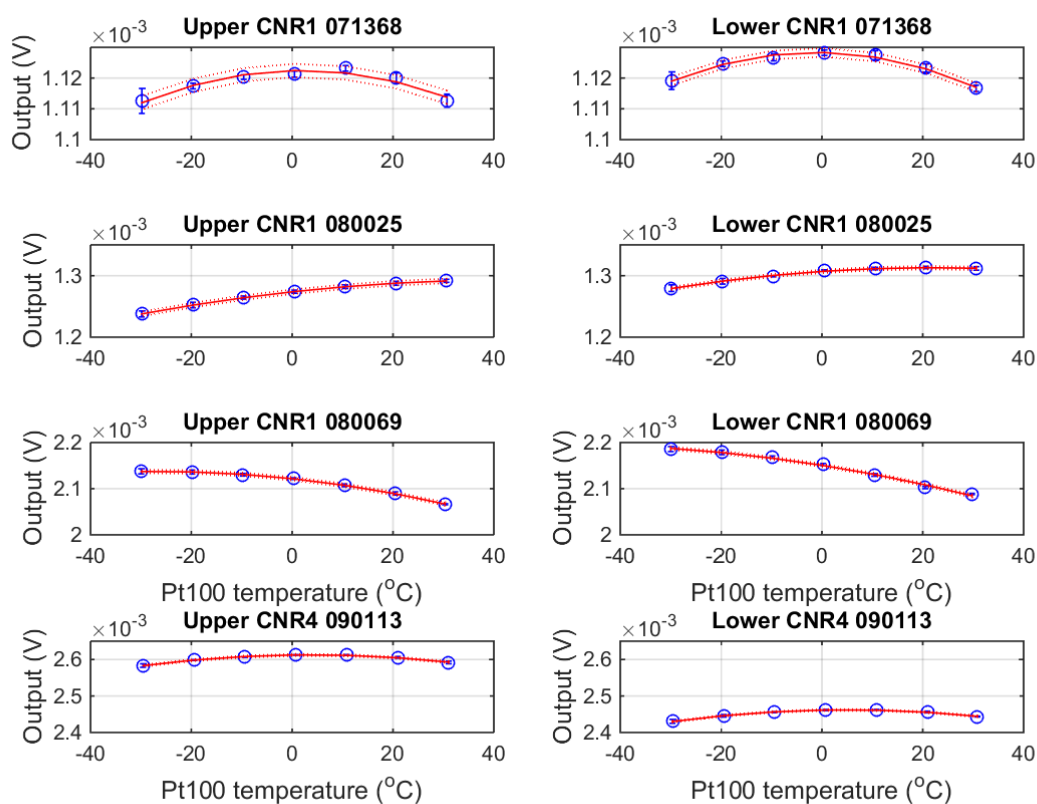 Upper CNR1 071368
×10-3
Output (V)
1.12
1.11
1.1
-40 -20 0 20 40
Lower CNR1 071368
×10-3
1.12
1.11
1.1
-40 -20 0 20 40
Upper CNR1 080025
×10-3
Output (V)
1.3
1.2
-40 -20 0 20 40
Lower CNR1 080025
×10-3
1.3
1.2
-40 -20 0 20 40
Upper CNR1 080069
×10-3
Output (V)
2.2
2.1
2
-40 -20 0 20 40
Pt100 temperature (oC)
Lower CNR1 080069
×10-3
Output (V)
2.2
2.1
2
-40 -20 0 20 40
Pt100 temperature (oC)
Upper CNR4 090113
×10-3
Output (V)
2.6
2.5
2.4
-40 -20 0 20 40
Pt100 temperature (oC)
Lower CNR4 090113
×10-3
Output (V)
2.6
2.5
2.4
-40 -20 0 20 40
Pt100 temperature (oC)